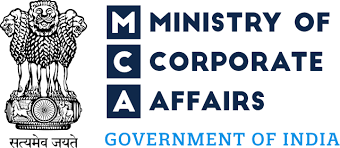 MINISTRY OF
CORPORATE
AFFAIRS
GOVERNMENT OF INDIA
सत्यमेव जयते